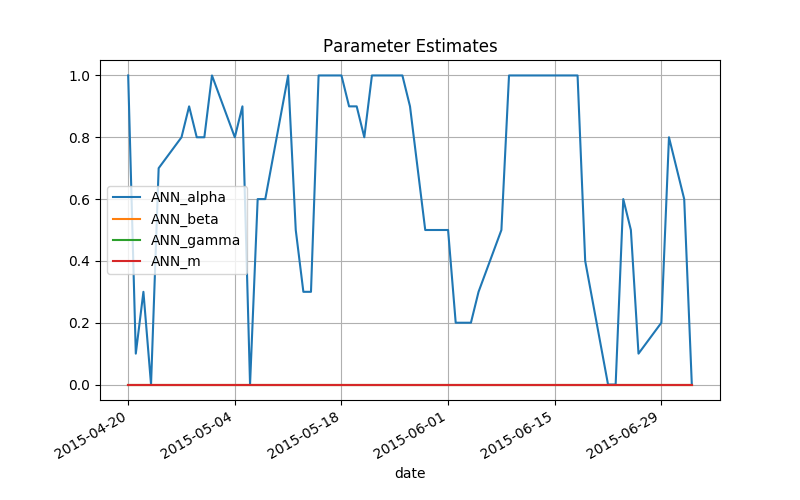 Parameter Estimates
1.0
0.8
0.6
0.4
0.2
0.0
ANN_alpha
ANN_beta
ANN_gamma
ANN_m
2015-04-20
2015-05-04
2015-05-18
2015-06-01
2015-06-15
2015-06-29
date